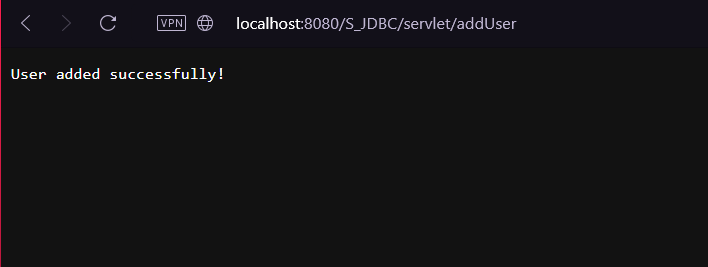 VPN localhost:8080/S_JDBC/servlet/addUser
User added successfully!